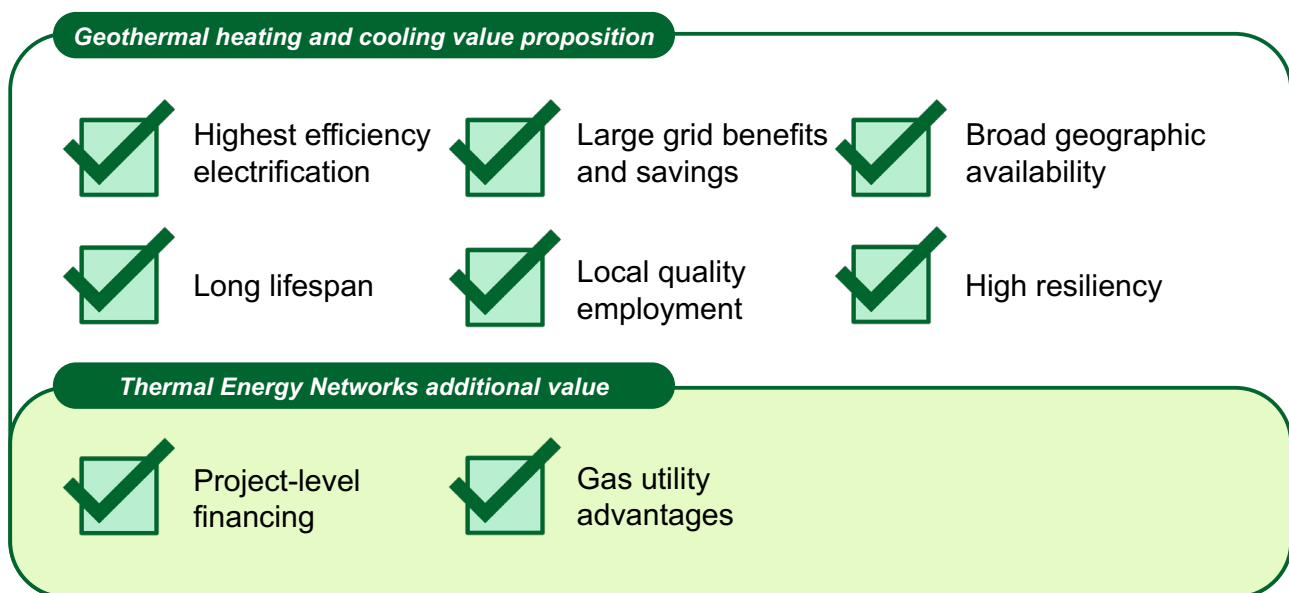 Geothermal heating and cooling value proposition
Highest efficiency
electrification
Large grid benefits
and savings
Broad geographic
availability
Long lifespan
Local quality
employment
High resiliency
Thermal Energy Networks additional value
Project-level
financing
Gas utility
advantages